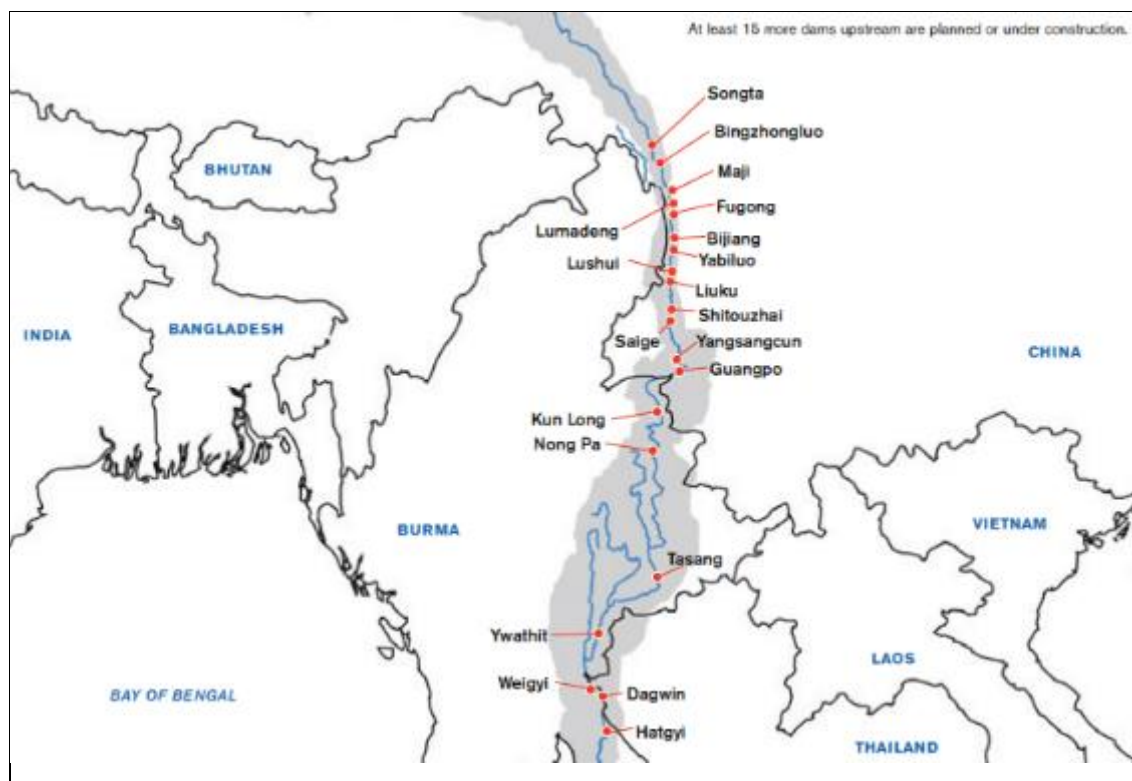 At least 15 more dams upstream are planned or under construction.
Songta
Bingzhongluo
BHUTAN
Maji
Fugong
Lumadeng
Bijiang
Yabiluo
Lushui
Liuku
Shitouzhai
INDIA
BANGLADESH
Saige
Yangsangcun
CHINA
Guangpo
Kun Long
Nong Pa
BURMA
VIETNAM
Tasang
Ywathit
LAOS
Weigyi
Dagwin
BAY OF BENGAL
Hatgyi
THAILAND